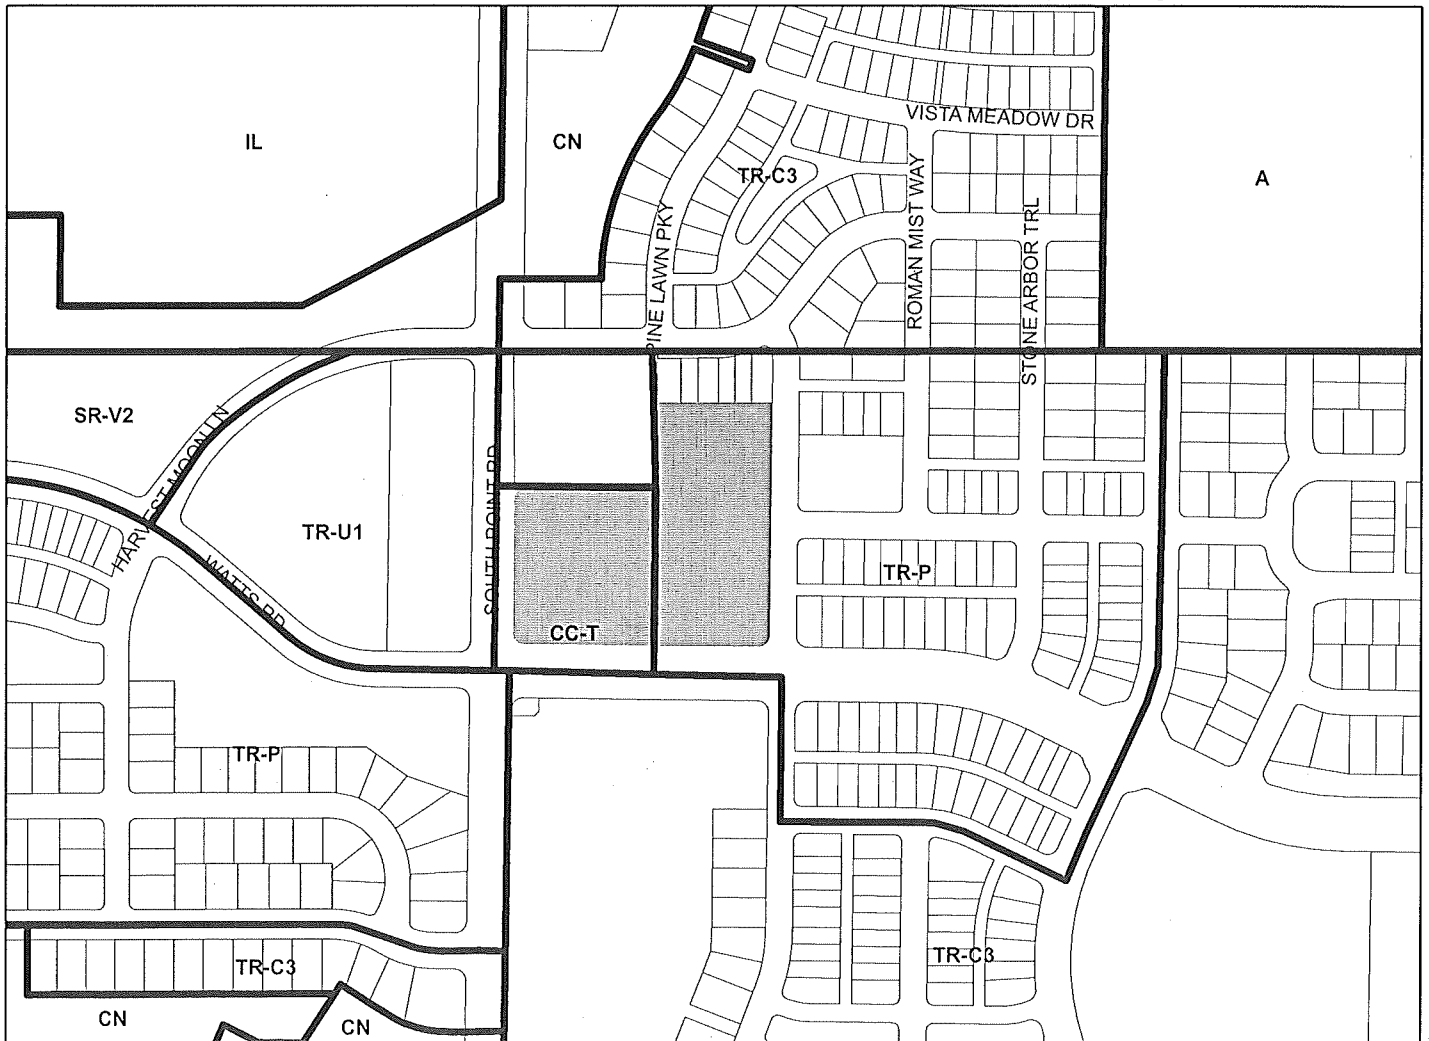 VISTA MEADOW DR
IL
CN
TR-C3
A
ROMAN MIST WAY
PINE LAWN PKY
STONE ARBOR TRL
SR-V2
HARVEST MOON LN
SOUTH POINT RD
TR-U1
WATTS RD
TR-P
CC-T
TR-P
TR-C3
TR-C3
CN
CN